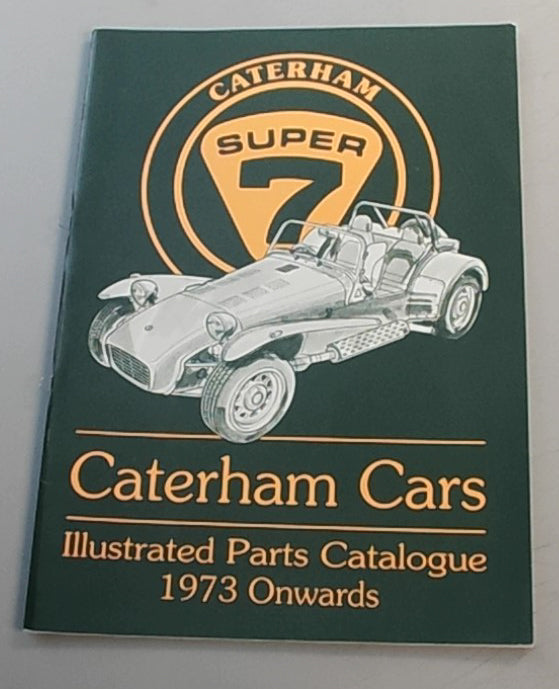 CATERHAM
SUPER
7
Caterham Cars
Illustrated Parts Catalogue
1973 Onwards